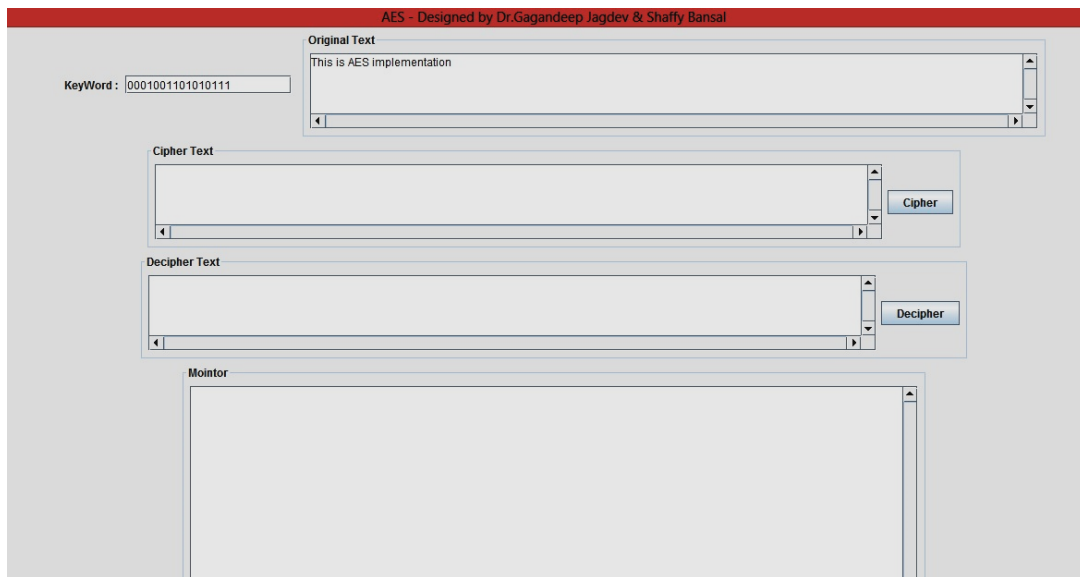 AES - Designed by Dr.Gagandeep Jagdev & Shaffy Bansal
Original Text
This is AES implementation
KeyWord : 0001001101010111
Cipher Text
Cipher
Decipher Text
Decipher
Mointor